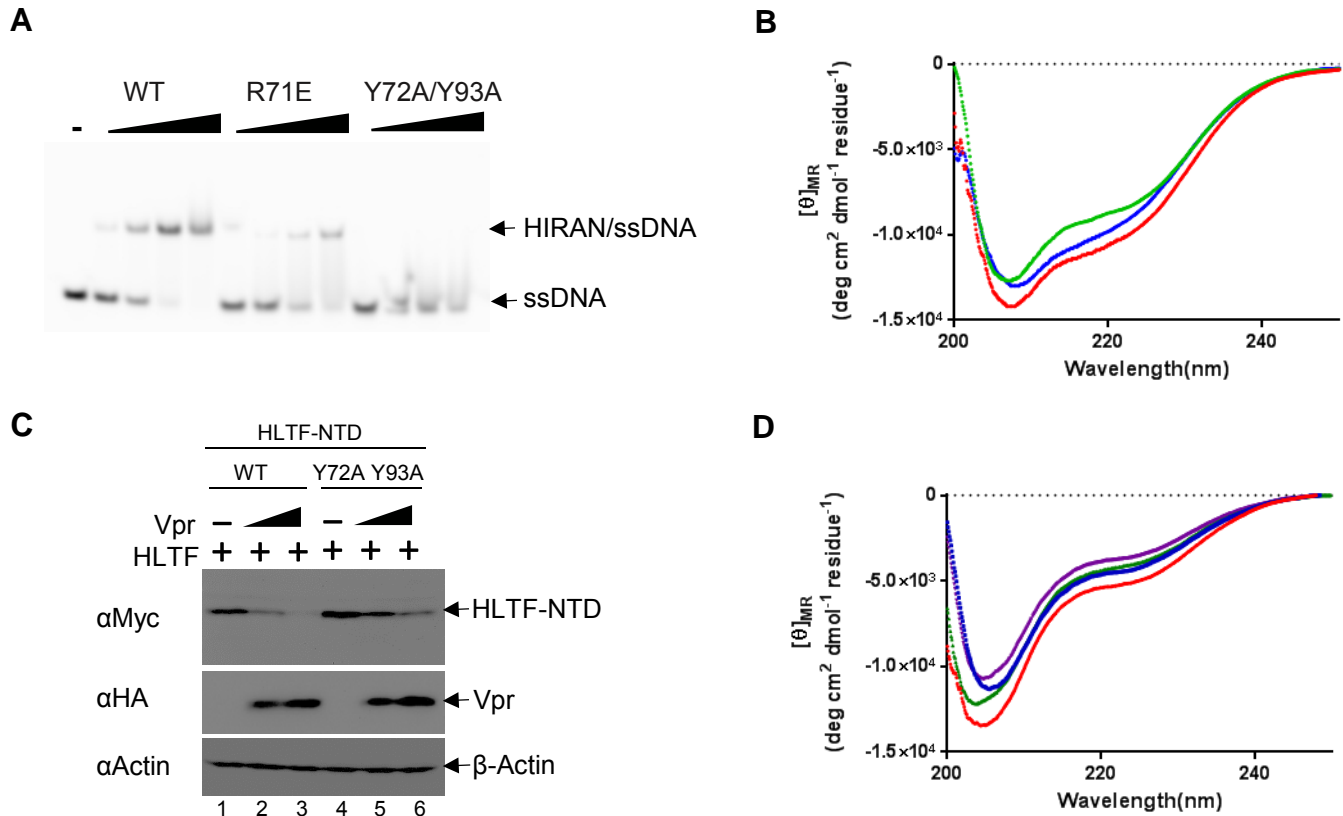 A
WT R71E Y72A/Y93A
-
HIRAN/ssDNA
ssDNA
B
0
-5.0×10³
-1.0×10⁴
-1.5×10⁴
200 220 240
Wavelength(nm)
[θ]MR
(deg cm² dmol⁻¹ residue⁻¹)
C
HLTF-NTD
WT Y72A Y93A
Vpr –  –
HLTF + + + + + +
αMyc HLTF-NTD
αHA Vpr
αActin β-Actin
1 2 3 4 5 6
D
0
-5.0×10³
-1.0×10⁴
-1.5×10⁴
200 220 240
Wavelength(nm)
[θ]MR
(deg cm² dmol⁻¹ residue⁻¹)